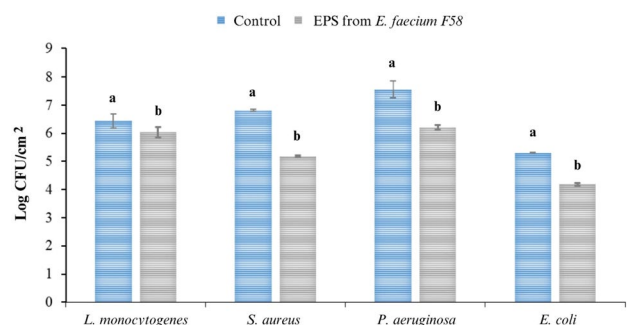 Control EPS from E. faecium F58
9
8
7
6
5
4
3
2
1
0
Log CFU/cm 2
a b a b a b a b
L. monocytogenes S. aureus P. aeruginosa E. coli